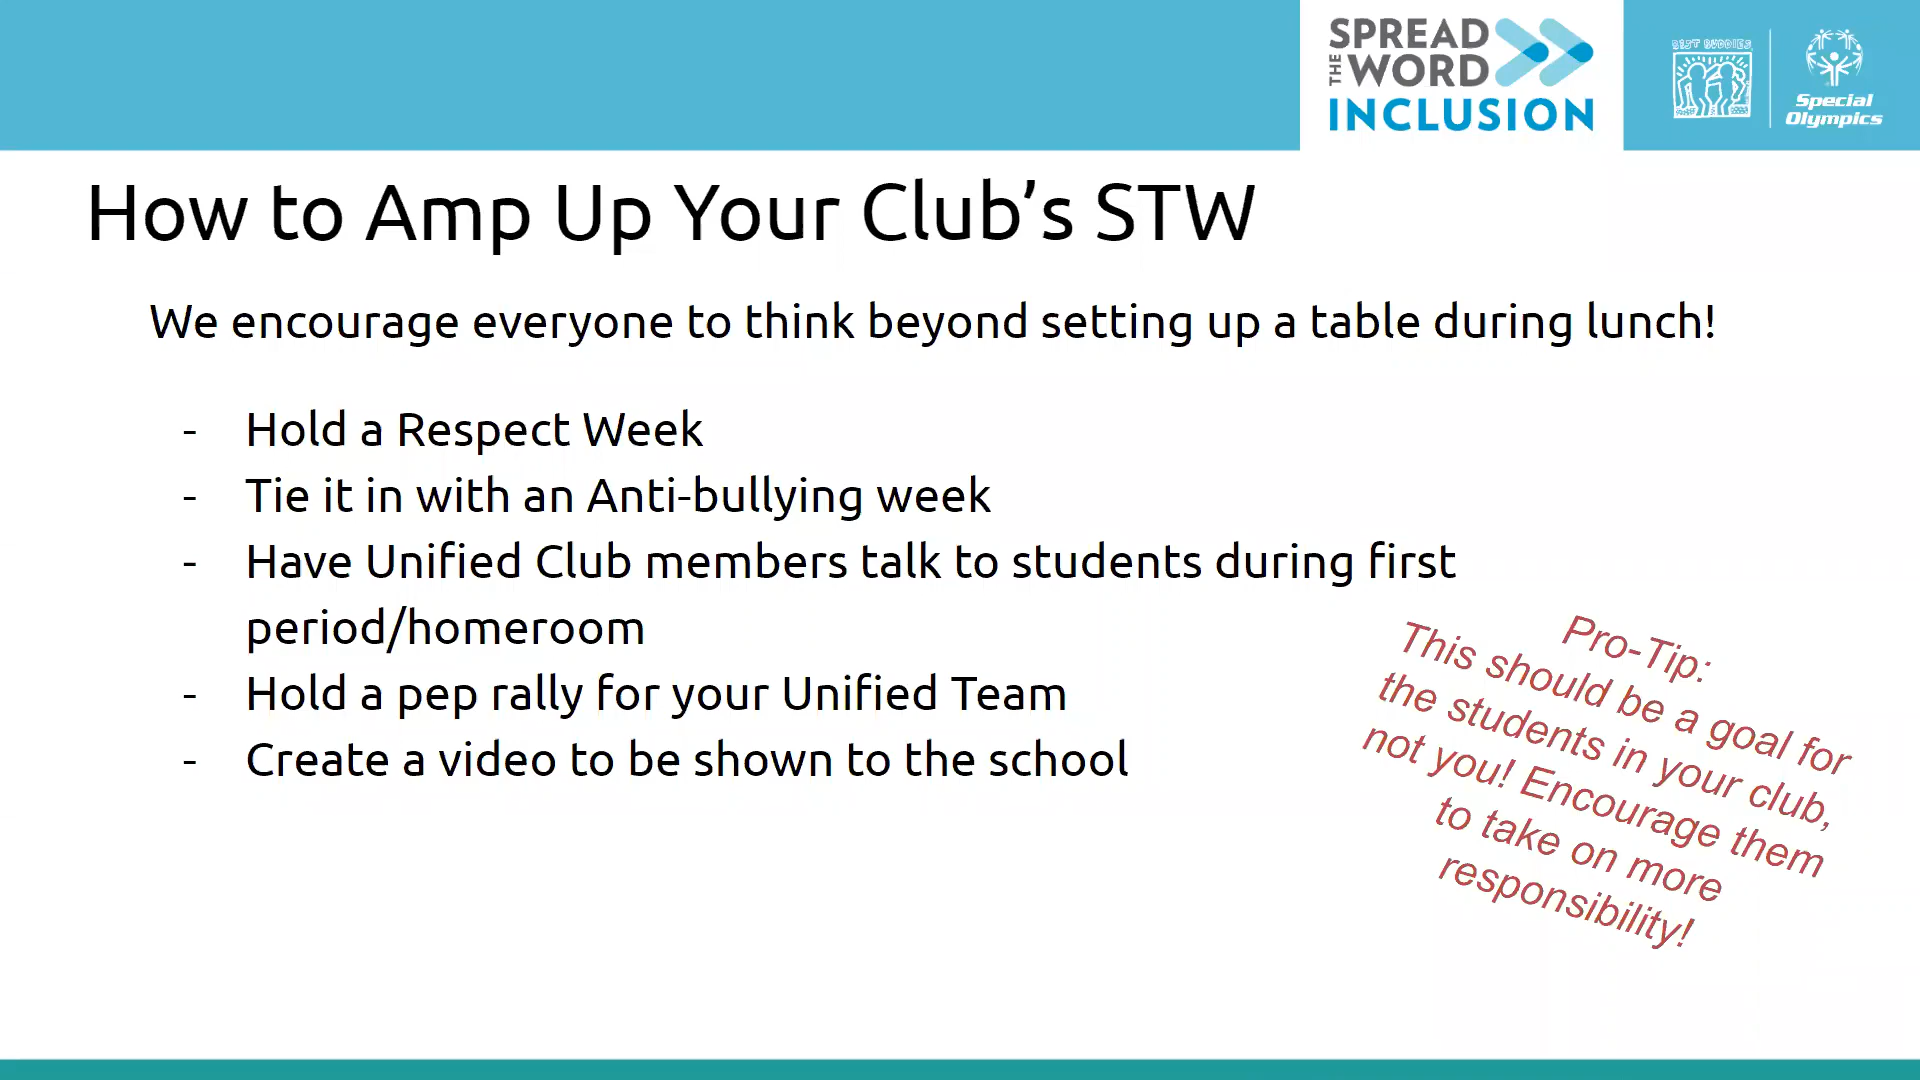 SPREAD
THE WORD
INCLUSION
BEST BUDDIES
Special
Olympics
How to Amp Up Your Club’s STW
We encourage everyone to think beyond setting up a table during lunch!
- Hold a Respect Week
- Tie it in with an Anti-bullying week
- Have Unified Club members talk to students during first
period/homeroom
- Hold a pep rally for your Unified Team
- Create a video to be shown to the school
Pro-Tip:
This should be a goal for
the students in your club,
not you! Encourage them
to take on more
responsibility!